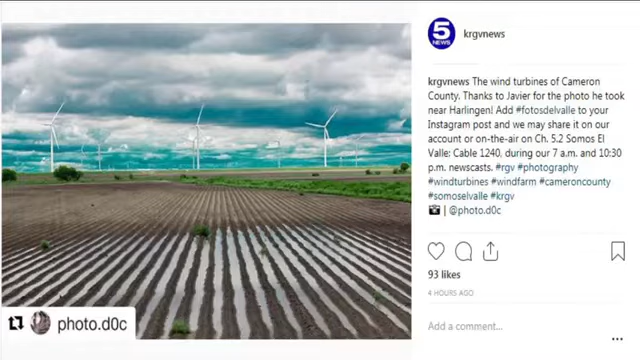 5
NEWS
krgvnews
krgvnews The wind turbines of Cameron
County. Thanks to Javier for the photo he took
near Harlingen! Add #fotosdelvalle to your
Instagram post and we may share it on our
account or on-the-air on Ch. 5.2 Somos El
Valle: Cable 1240, during our 7 a.m. and 10:30
p.m. newscasts. #rgv #photography
#windturbines #windfarm #cameroncounty
#somoselvalle #krgv
📷 | @photo.d0c
93 likes
4 HOURS AGO
Add a comment...
photo.d0c